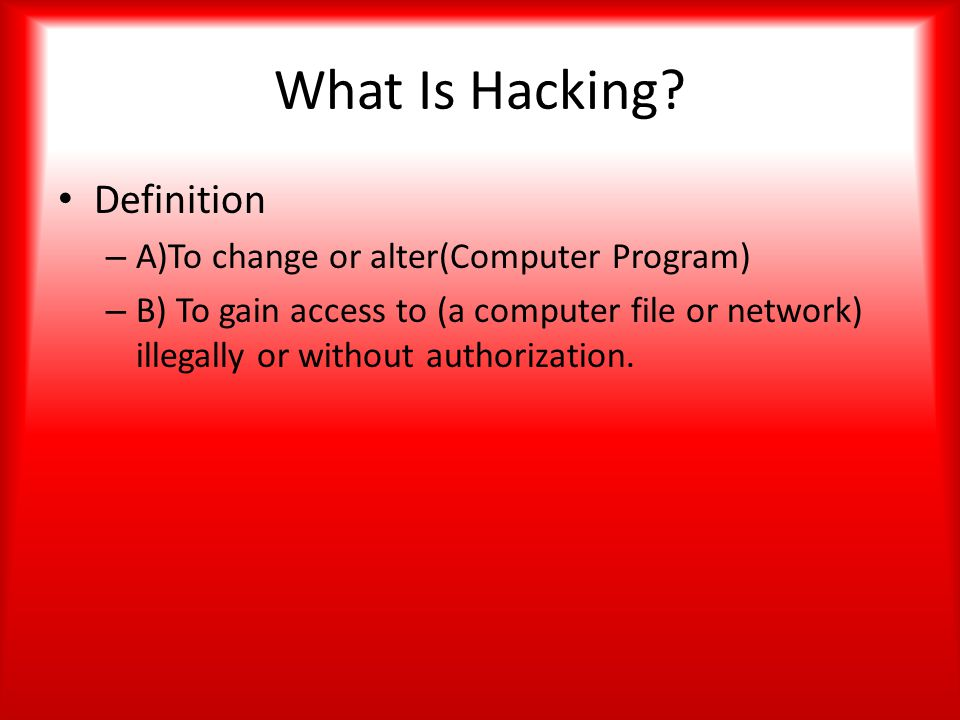 What Is Hacking?
• Definition
– A)To change or alter(Computer Program)
– B) To gain access to (a computer file or network)
illegally or without authorization.